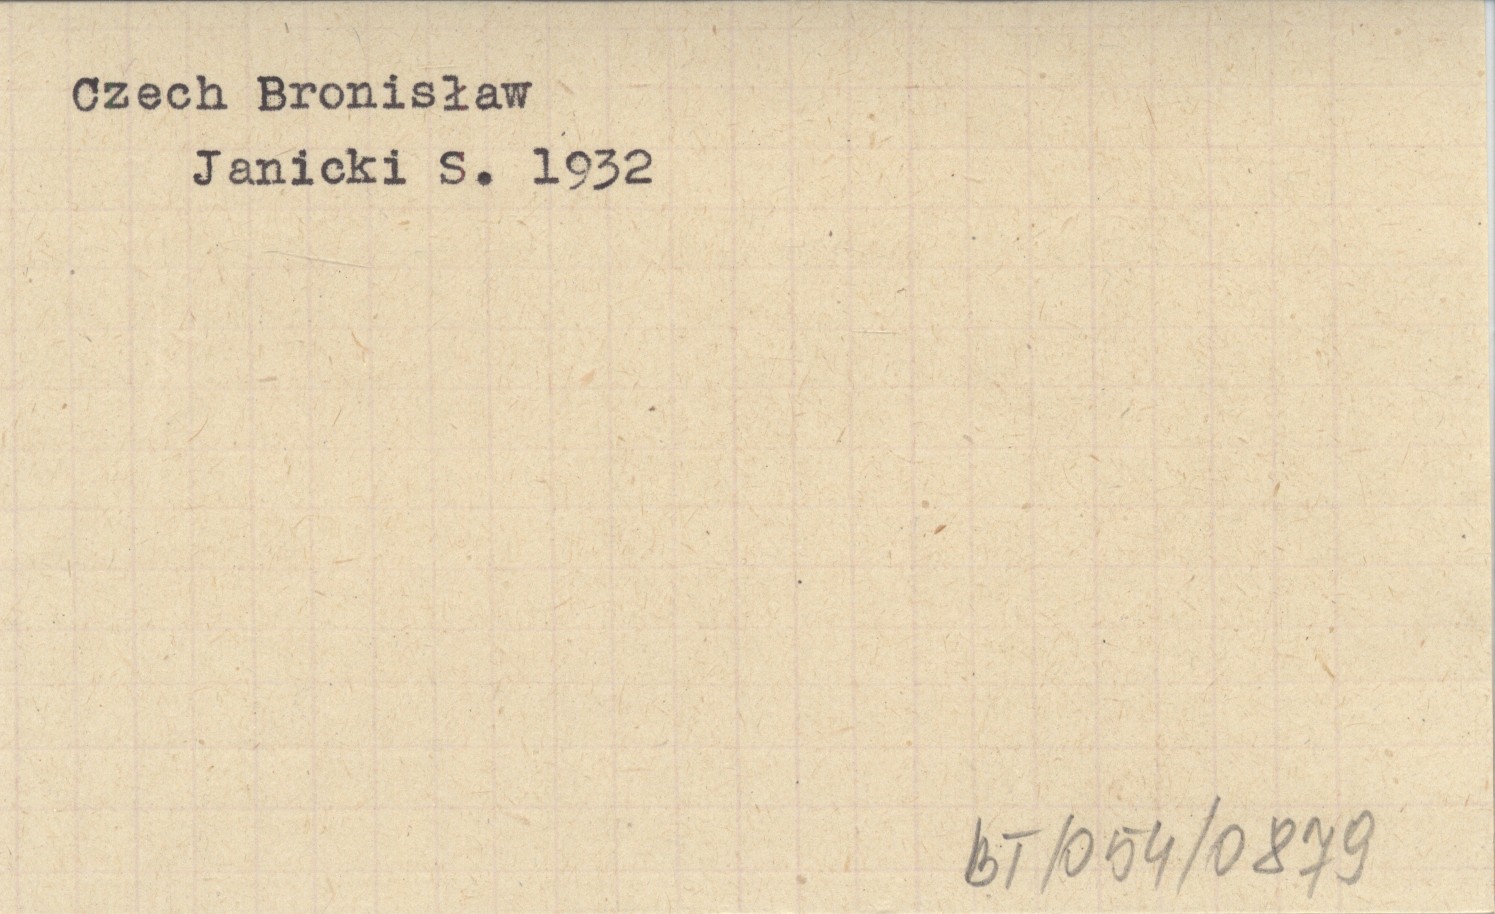 Czech Bronisław
Janicki S. 1932
BT/054/0879